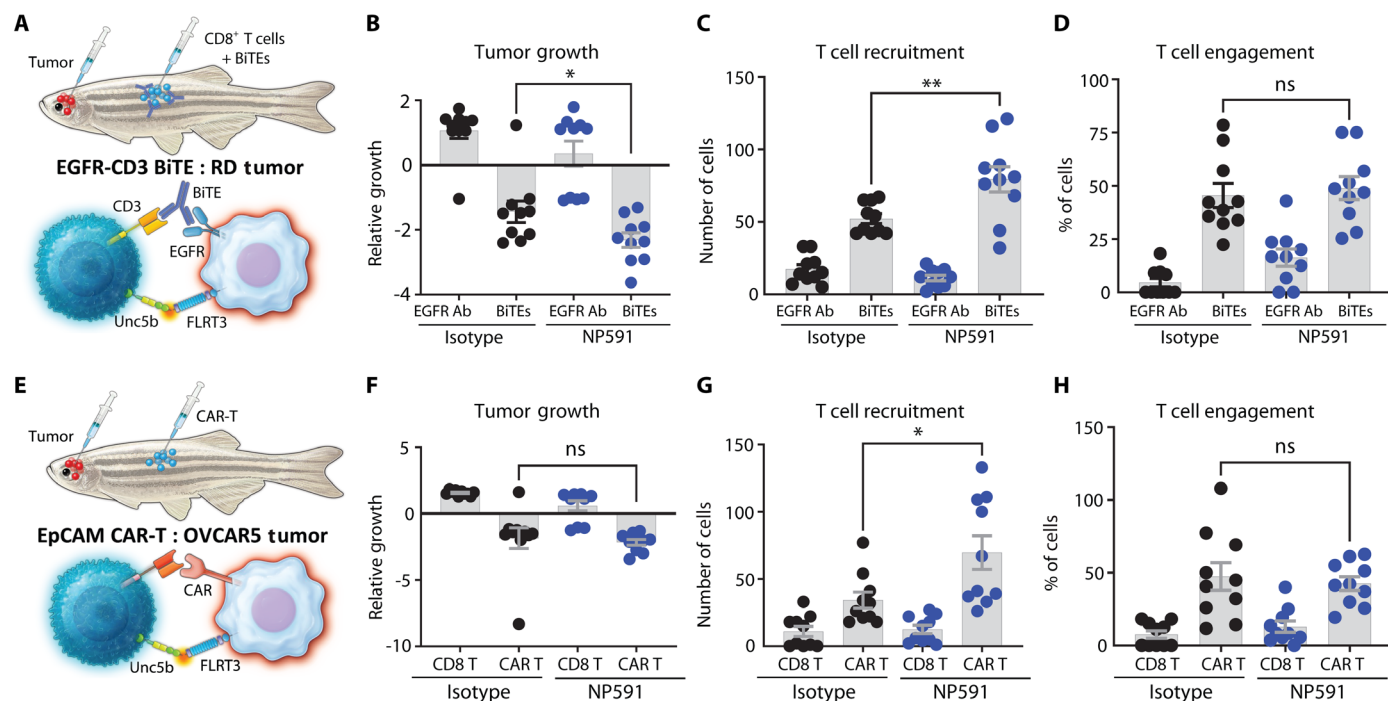 A
Tumor
CD8+ T cells
+ BiTEs
EGFR-CD3 BiTE : RD tumor
CD3
BiTE
EGFR
Unc5b
FLRT3
B
Tumor growth
*
Relative growth
2
0
-2
-4
EGFR Ab BiTEs EGFR Ab BiTEs
Isotype NP591
C
T cell recruitment
**
Number of cells
150
100
50
0
EGFR Ab BiTEs EGFR Ab BiTEs
Isotype NP591
D
T cell engagement
ns
% of cells
100
75
50
25
0
EGFR Ab BiTEs EGFR Ab BiTEs
Isotype NP591
E
Tumor
CAR-T
EpCAM CAR-T : OVCAR5 tumor
CAR
Unc5b
FLRT3
F
Tumor growth
ns
Relative growth
5
0
-5
-10
CD8 T CAR T CD8 T CAR T
Isotype NP591
G
T cell recruitment
*
Number of cells
150
100
50
0
CD8 T CAR T CD8 T CAR T
Isotype NP591
H
T cell engagement
ns
% of cells
150
100
50
0
CD8 T CAR T CD8 T CAR T
Isotype NP591